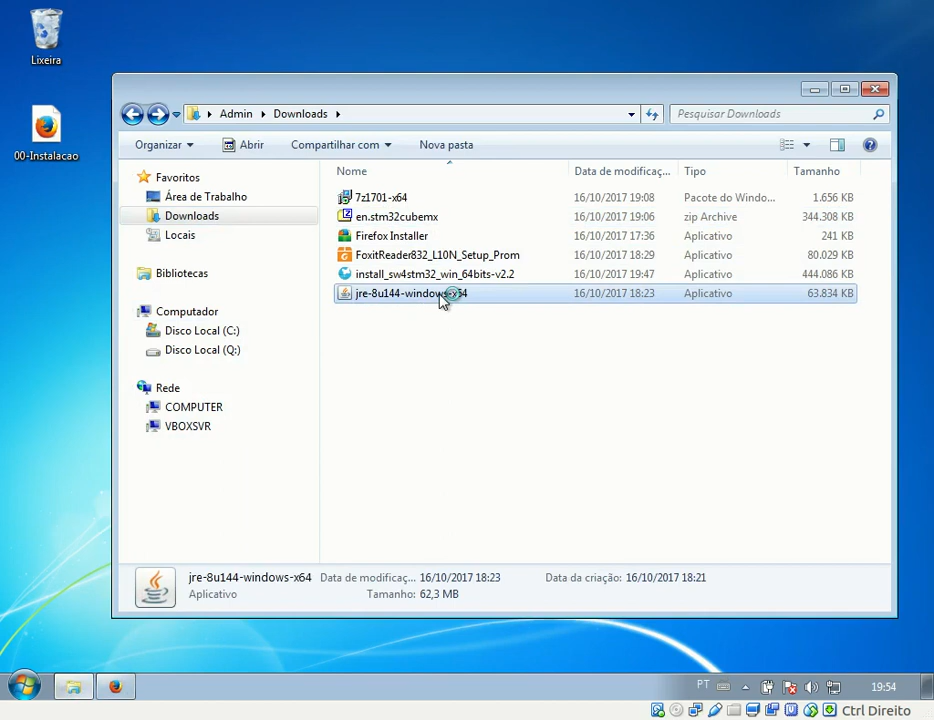 Lixeira
00-Instalacao
Admin
Downloads
Pesquisar Downloads
Organizar
Abrir
Compartilhar com
Nova pasta
Favoritos
Área de Trabalho
Downloads
Locais
Bibliotecas
Computador
Disco Local (C:)
Disco Local (Q:)
Rede
COMPUTER
VBOXSVR
Nome Data de modificaç... Tipo Tamanho
7z1701-x64 16/10/2017 19:08 Pacote do Windo... 1.656 KB
en.stm32cubemx 16/10/2017 19:06 zip Archive 344.308 KB
Firefox Installer 16/10/2017 17:36 Aplicativo 241 KB
FoxitReader832_L10N_Setup_Prom 16/10/2017 18:29 Aplicativo 80.029 KB
install_sw4stm32_win_64bits-v2.2 16/10/2017 19:47 Aplicativo 444.086 KB
jre-8u144-windows-x64 16/10/2017 18:23 Aplicativo 63.834 KB
jre-8u144-windows-x64 Data de modificaç... 16/10/2017 18:23 Data da criação: 16/10/2017 18:21
Aplicativo Tamanho: 62,3 MB
PT
19:54
Ctrl Direito